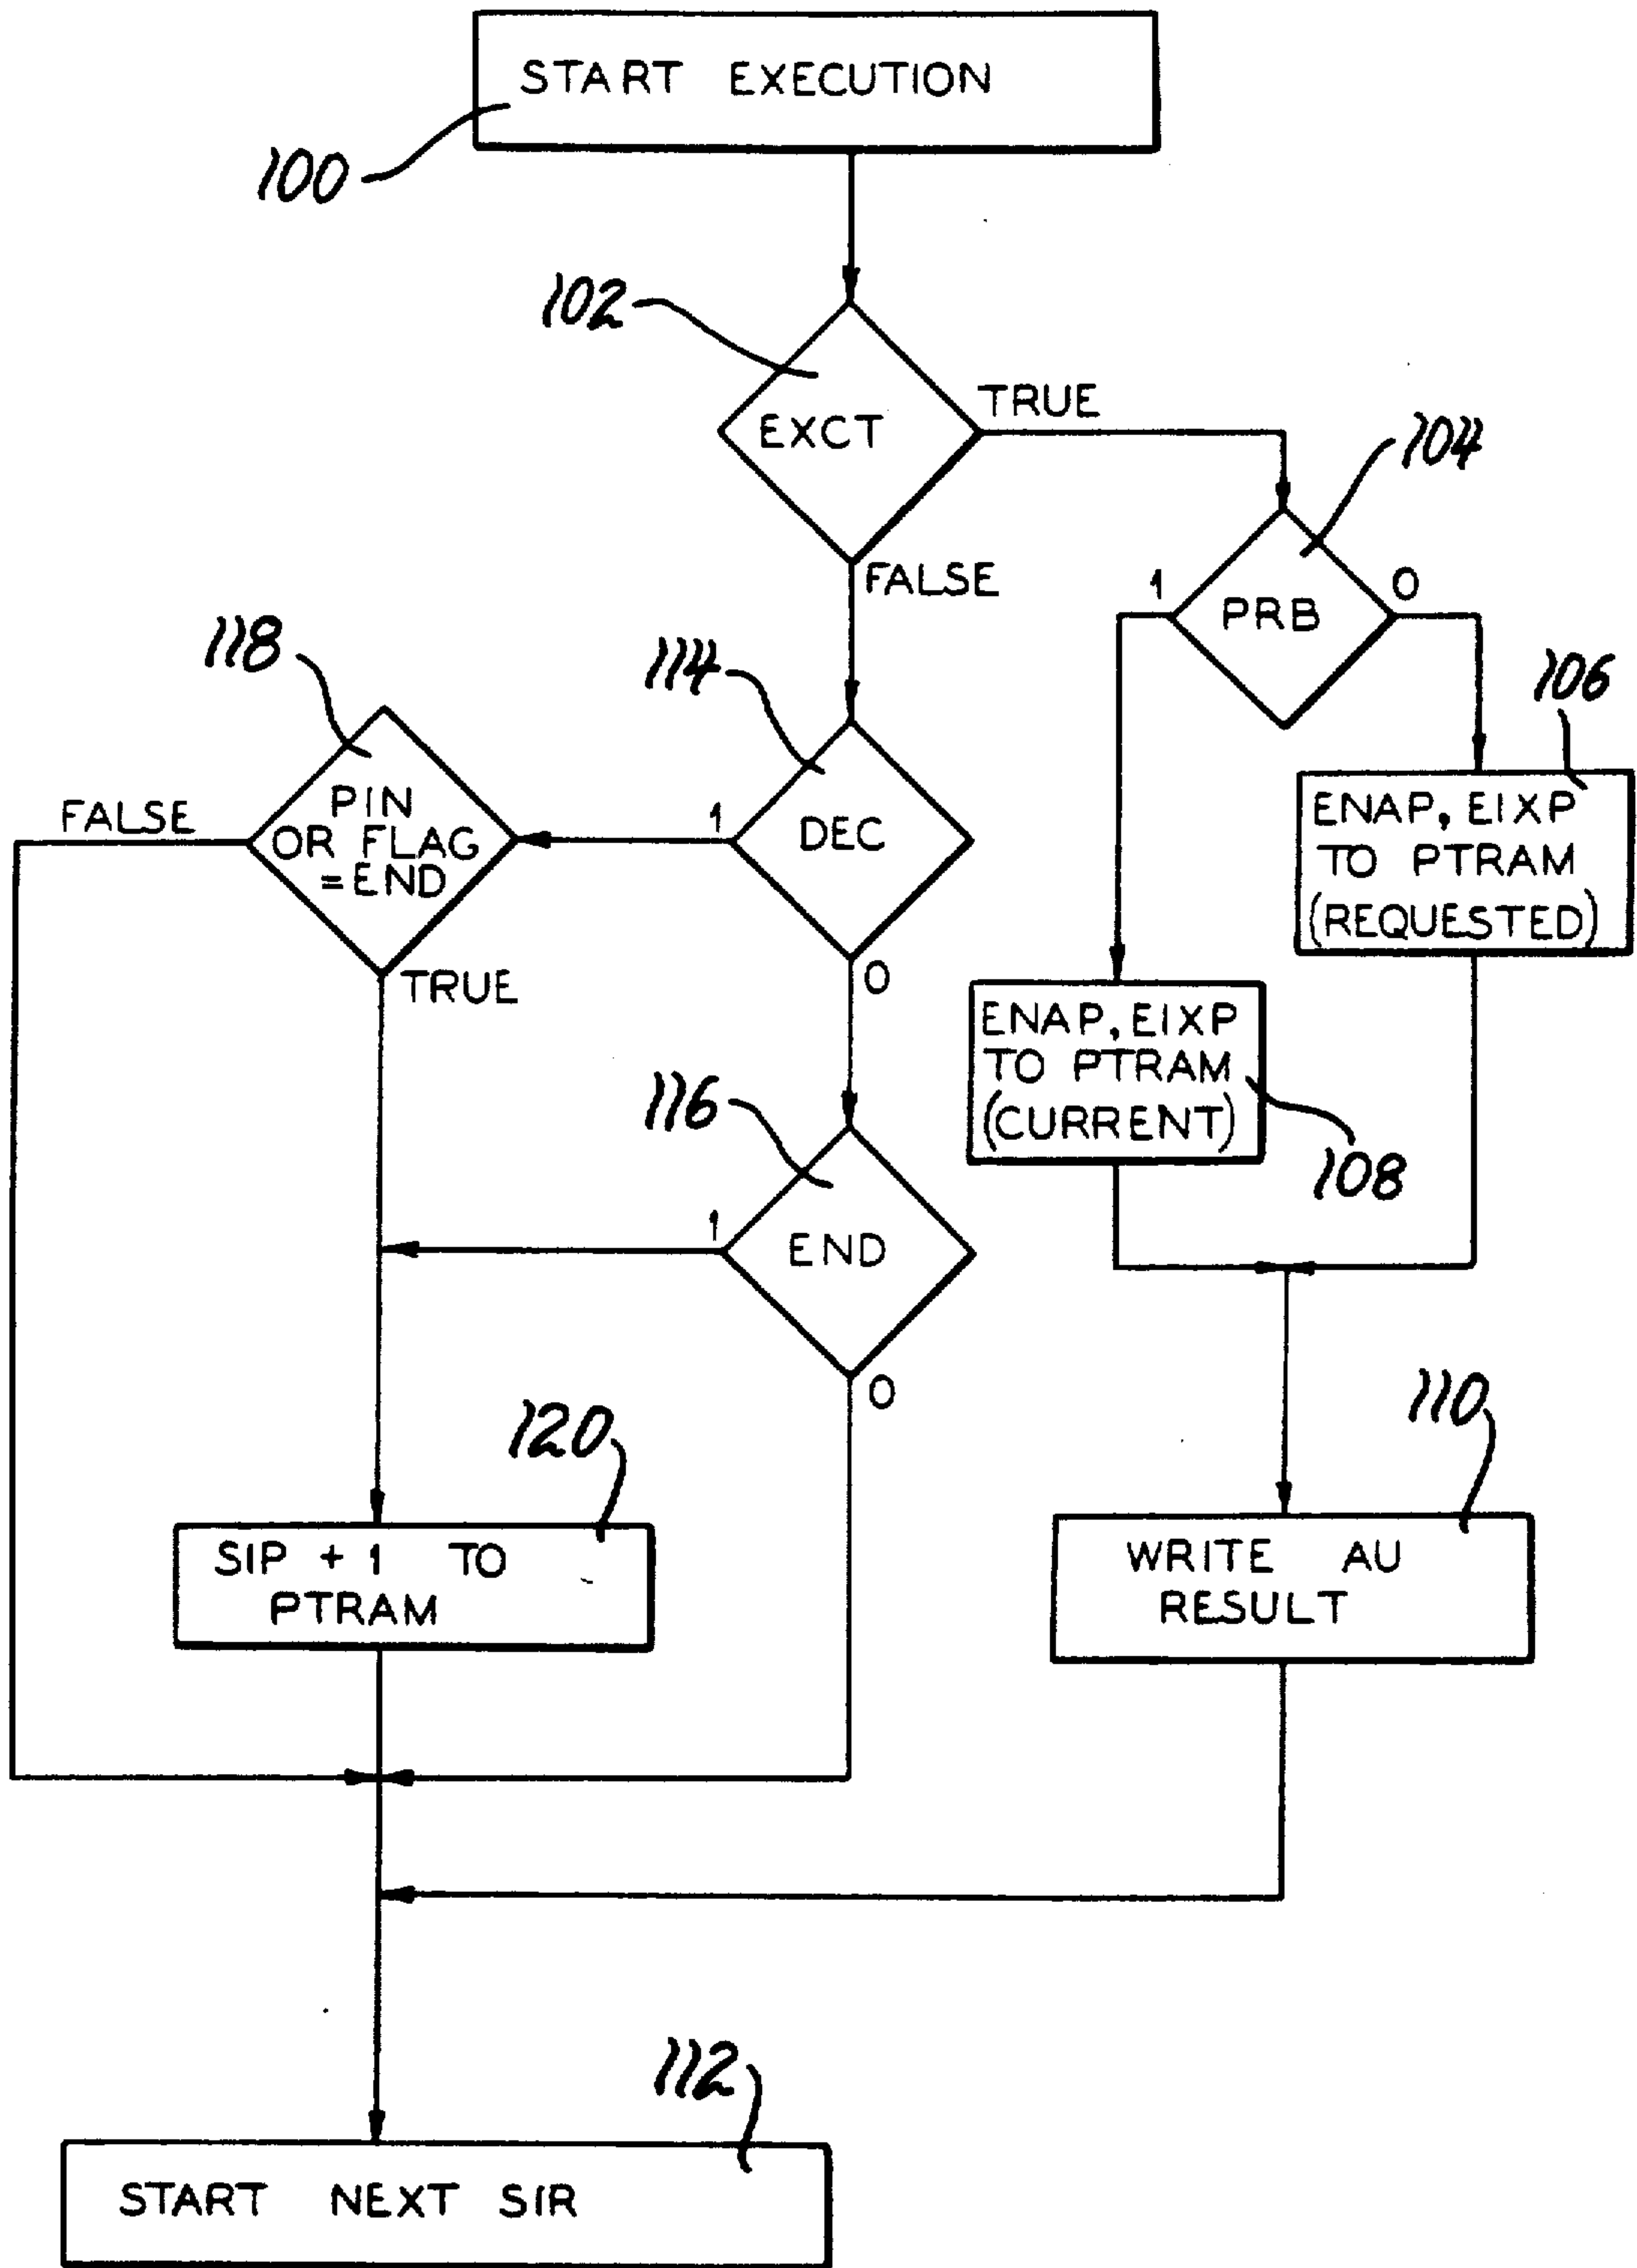 START EXECUTION
100
102
EXCT
TRUE
104
FALSE
1
PRB
0
118
114
106
PIN
OR FLAG
=END
FALSE
1
DEC
ENAP, EIXP
TO PTRAM
(REQUESTED)
TRUE
0
ENAP, EIXP
TO PTRAM
(CURRENT)
116
108
1
END
0
120
110
SIP + 1 TO
PTRAM
WRITE AU
RESULT
112
START NEXT SIR